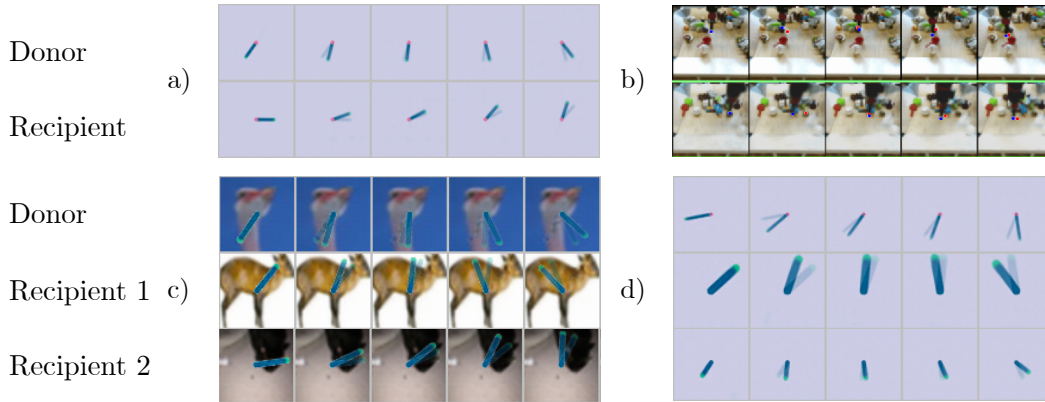 Donor
a)
b)
Recipient
Donor
Recipient 1
c)
d)
Recipient 2